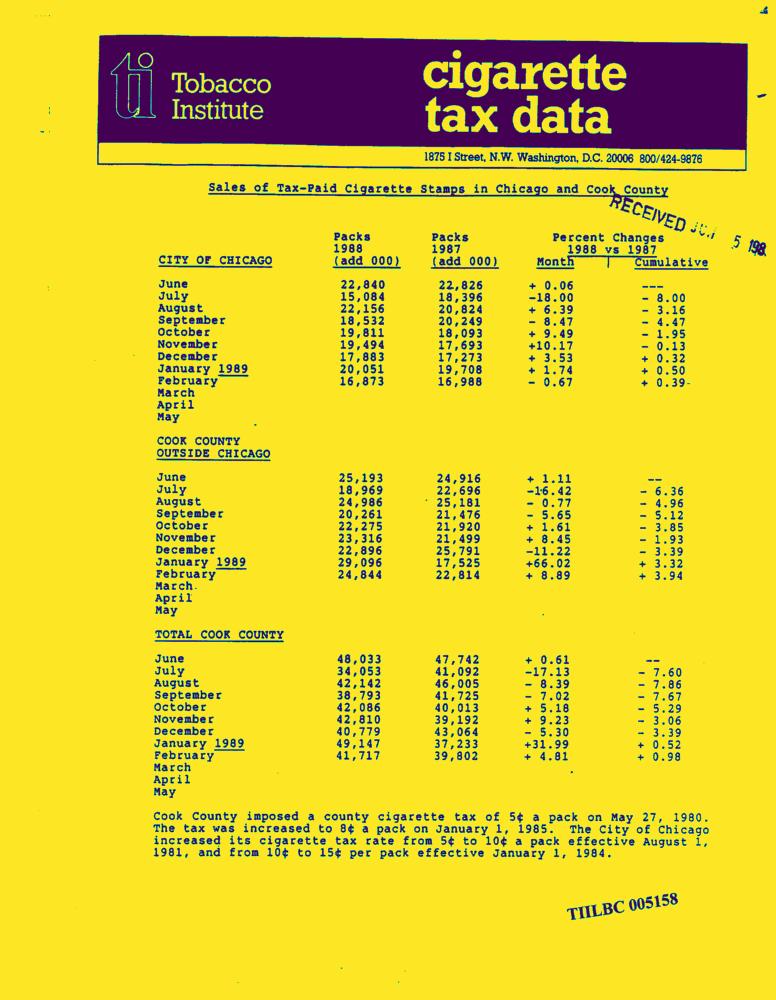 ti Tobacco Institute
cigarette tax data
1875 I Street, N.W. Washington, D.C. 20006 800/424-9876
Sales of Tax-Paid Cigarette Stamps in Chicago and Cook County
RECEIVED 5 198
Packs Packs Percent Changes
1988 1987 1988 vs 1987
CITY OF CHICAGO (add 000) (add 000) Month | Cumulative
June 22,840 22,826 + 0.06 ---
July 15,084 18,396 -18.00 - 8.00
August 22,156 20,824 + 6.39 - 3.16
September 18,532 20,249 - 8.47 - 4.47
October 19,811 18,093 + 9.49 - 1.95
November 19,494 17,693 +10.17 - 0.13
December 17,883 17,273 + 3.53 + 0.32
January 1989 20,051 19,708 + 1.74 + 0.50
February 16,873 16,988 - 0.67 + 0.39
March
April
May
COOK COUNTY
OUTSIDE CHICAGO
June 25,193 24,916 + 1.11 --
July 18,969 22,696 -16.42 - 6.36
August 24,986 25,181 - 0.77 - 4.96
September 20,261 21,476 - 5.65 - 5.12
October 22,275 21,920 + 1.61 - 3.85
November 23,316 21,499 + 8.45 - 1.93
December 22,896 25,791 -11.22 - 3.39
January 1989 29,096 17,525 +66.02 + 3.32
February 24,844 22,814 + 8.89 + 3.94
March
April
May
TOTAL COOK COUNTY
June 48,033 47,742 + 0.61 --
July 34,053 41,092 -17.13 - 7.60
August 42,142 46,005 - 8.39 - 7.86
September 38,793 41,725 - 7.02 - 7.67
October 42,086 40,013 + 5.18 - 5.29
November 42,810 39,192 + 9.23 - 3.06
December 40,779 43,064 - 5.30 - 3.39
January 1989 49,147 37,233 +31.99 + 0.52
February 41,717 39,802 + 4.81 + 0.98
March
April
May
Cook County imposed a county cigarette tax of 5¢ a pack on May 27, 1980.
The tax was increased to 8¢ a pack on January 1, 1985. The City of Chicago
increased its cigarette tax rate from 5¢ to 10¢ a pack effective August 1,
1981, and from 10¢ to 15¢ per pack effective January 1, 1984.
TIILBC 005158